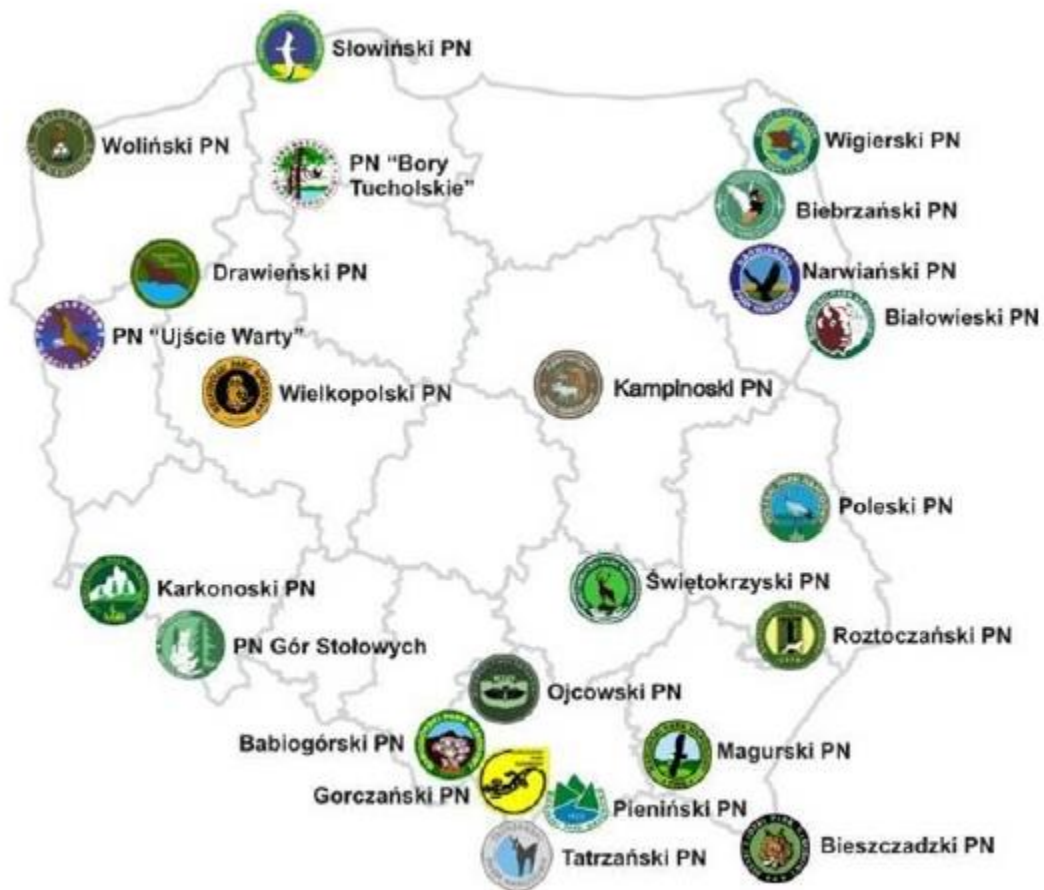 Słowiński PN
Woliński PN
PN “Bory
Tucholskie”
Wigierski PN
Biebrzański PN
Drawieński PN
Narwiański PN
PN “Ujście Warty”
Białowieski PN
Wielkopolski PN
Kampinoski PN
Poleski PN
Karkonoski PN
Świętokrzyski PN
PN Gór Stołowych
Roztoczański PN
Ojcowski PN
Babiogórski PN
Magurski PN
Gorczański PN
Pieniński PN
Tatrzański PN
Bieszczadzki PN